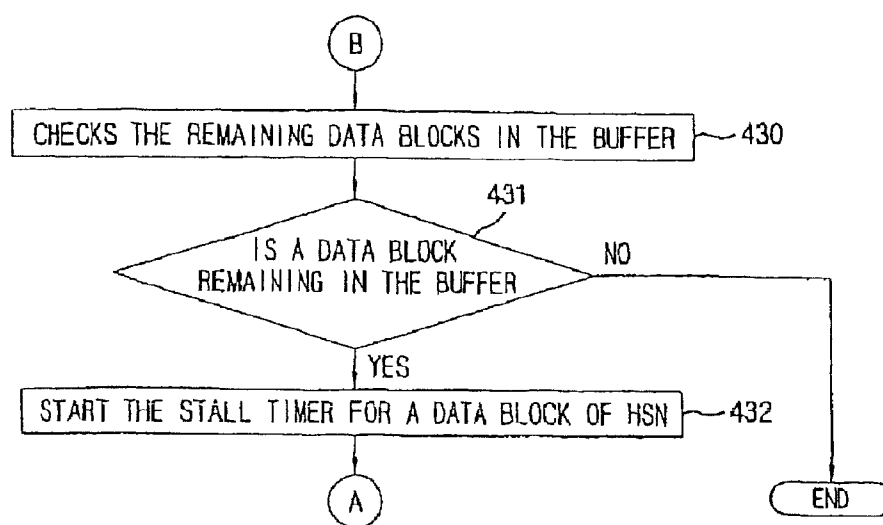 B
CHECKS THE REMAINING DATA BLOCKS IN THE BUFFER
430
431
IS A DATA BLOCK
REMAINING IN THE BUFFER
NO
YES
START THE STALL TIMER FOR A DATA BLOCK OF HSN
432
A
END